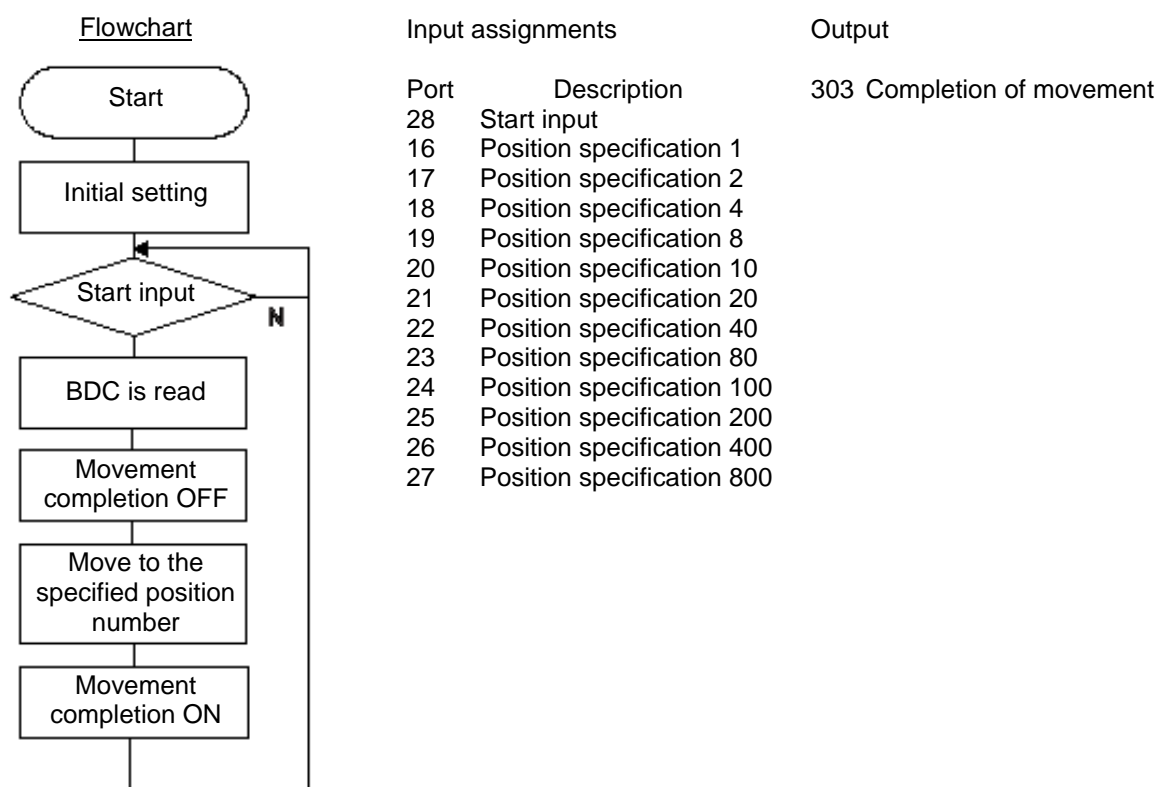 Flowchart
Start
Initial setting
Start input
N
BDC is read
Movement
completion OFF
Move to the
specified position
number
Movement
completion ON
Input assignments
Port Description
28 Start input
16 Position specification 1
17 Position specification 2
18 Position specification 4
19 Position specification 8
20 Position specification 10
21 Position specification 20
22 Position specification 40
23 Position specification 80
24 Position specification 100
25 Position specification 200
26 Position specification 400
27 Position specification 800
Output
303 Completion of movement